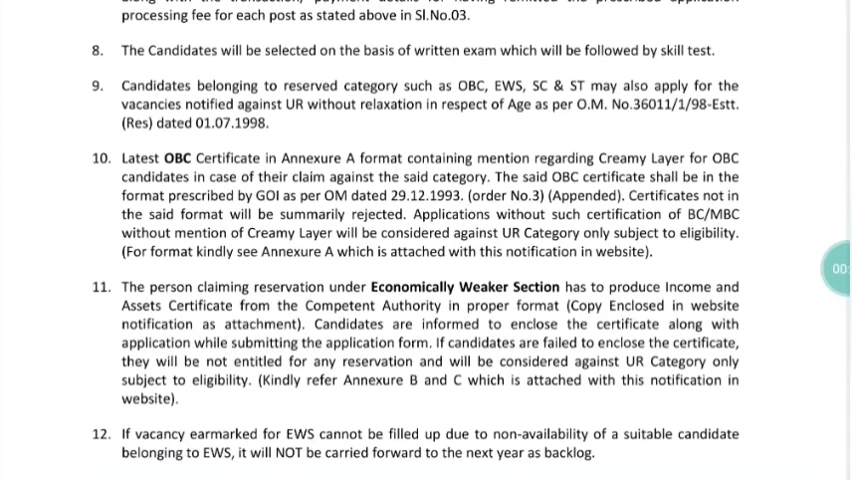 processing fee for each post as stated above in Sl.No.03.
8. The Candidates will be selected on the basis of written exam which will be followed by skill test.
9. Candidates belonging to reserved category such as OBC, EWS, SC & ST may also apply for the
vacancies notified against UR without relaxation in respect of Age as per O.M. No.36011/1/98-Estt.
(Res) dated 01.07.1998.
10. Latest OBC Certificate in Annexure A format containing mention regarding Creamy Layer for OBC
candidates in case of their claim against the said category. The said OBC certificate shall be in the
format prescribed by GOI as per OM dated 29.12.1993. (order No.3) (Appended). Certificates not in
the said format will be summarily rejected. Applications without such certification of BC/MBC
without mention of Creamy Layer will be considered against UR Category only subject to eligibility.
(For format kindly see Annexure A which is attached with this notification in website).
11. The person claiming reservation under Economically Weaker Section has to produce Income and
Assets Certificate from the Competent Authority in proper format (Copy Enclosed in website
notification as attachment). Candidates are informed to enclose the certificate along with
application while submitting the application form. If candidates are failed to enclose the certificate,
they will be not entitled for any reservation and will be considered against UR Category only
subject to eligibility. (Kindly refer Annexure B and C which is attached with this notification in
website).
12. If vacancy earmarked for EWS cannot be filled up due to non-availability of a suitable candidate
belonging to EWS, it will NOT be carried forward to the next year as backlog.
00: